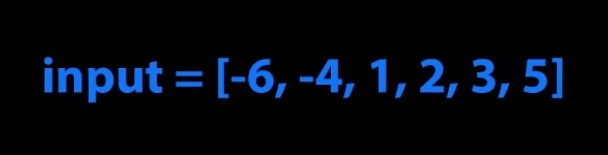 input = [-6, -4, 1, 2, 3, 5]